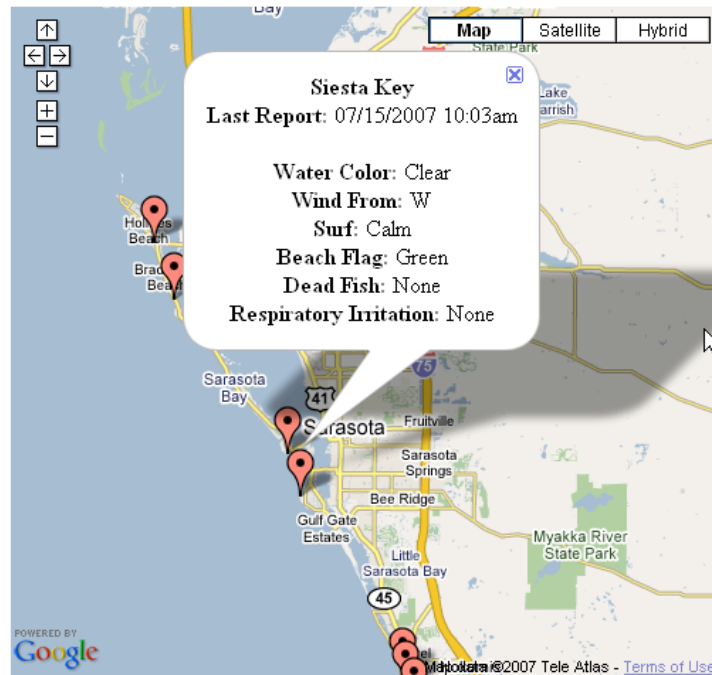 Bay
Map Satellite Hybrid
State Park
Siesta Key
Last Report: 07/15/2007 10:03am
Lake
arrish
Water Color: Clear
Wind From: W
Surf: Calm
Beach Flag: Green
Dead Fish: None
Respiratory Irritation: None
Beach
Sarasota
Bay
75
41
Sarasota
Fruitville
Sarasota
Springs
Bee Ridge
Gulf Gate
Estates
Myakka River
State Park
Little
Sarasota Bay
45
POWERED BY
Google
©2007 Tele Atlas - Terms of Use